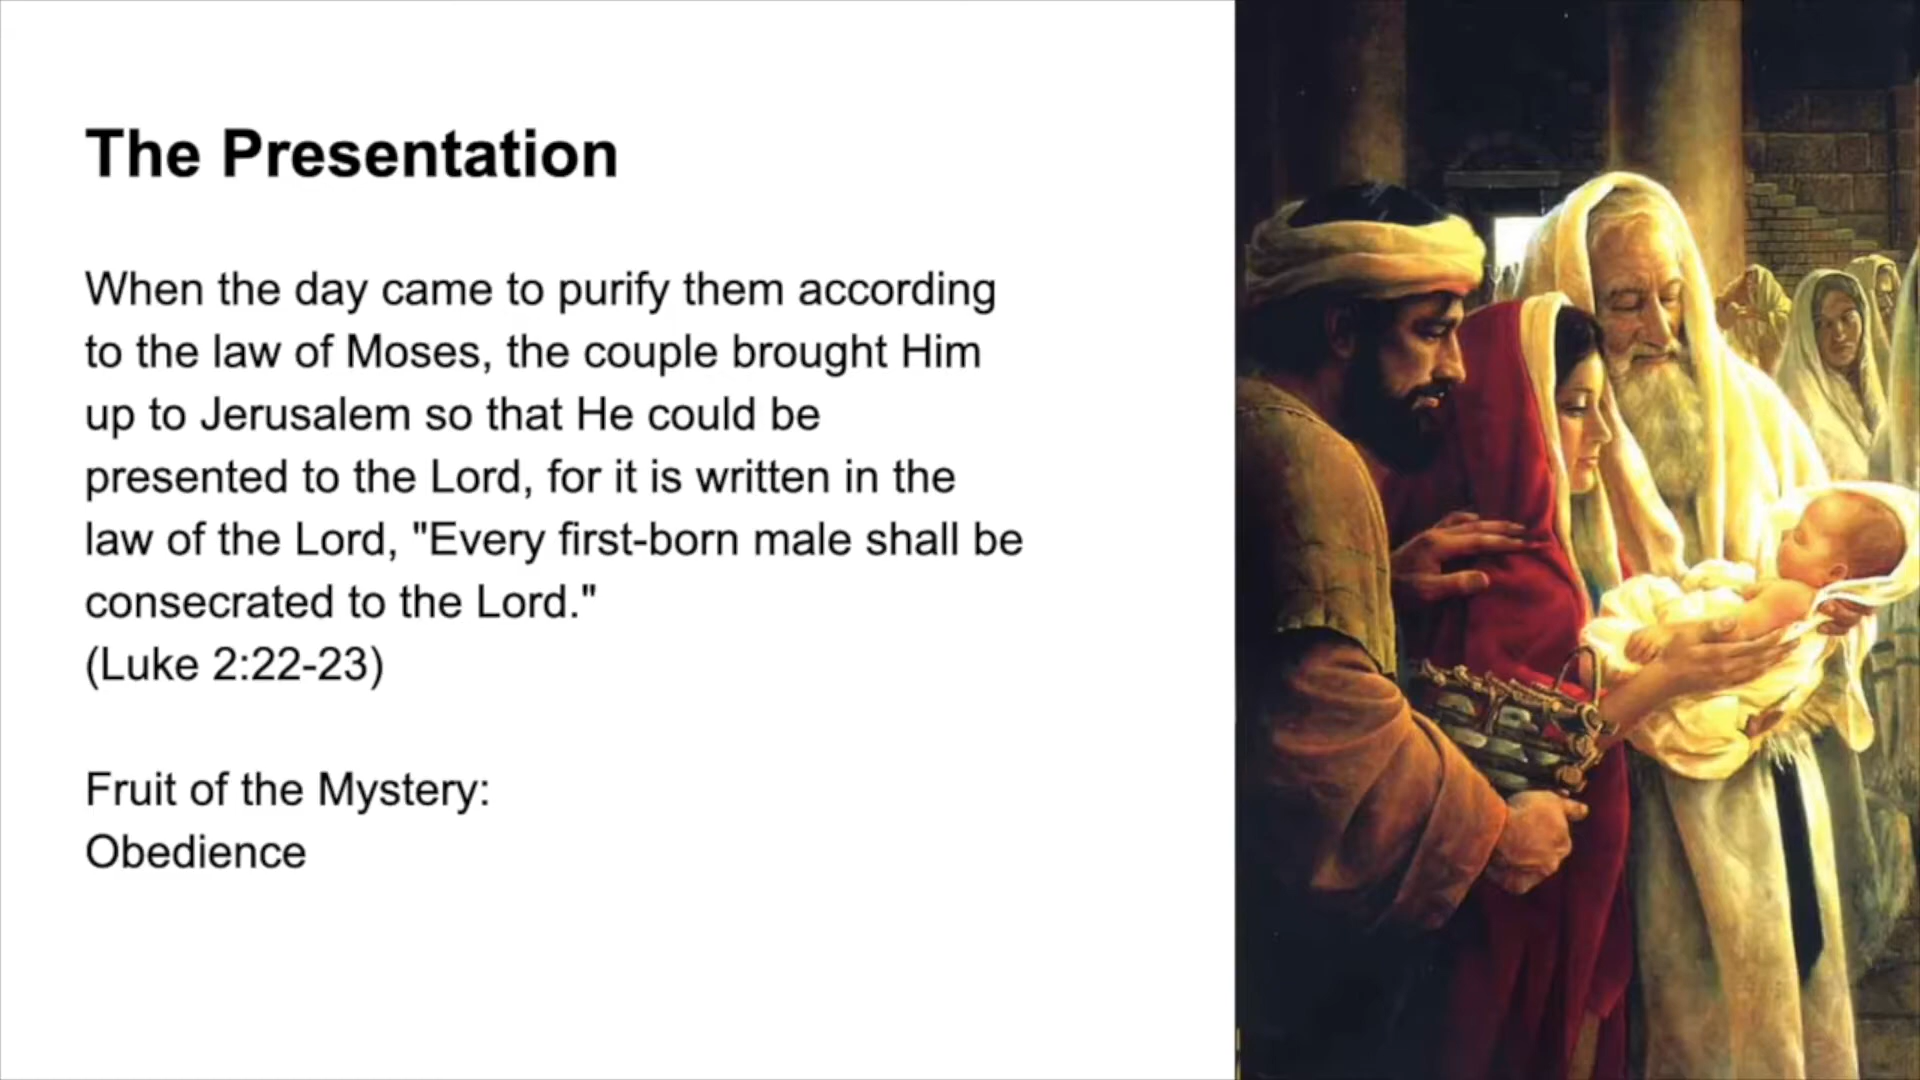 The Presentation
When the day came to purify them according
to the law of Moses, the couple brought Him
up to Jerusalem so that He could be
presented to the Lord, for it is written in the
law of the Lord, "Every first-born male shall be
consecrated to the Lord."
(Luke 2:22-23)
Fruit of the Mystery:
Obedience